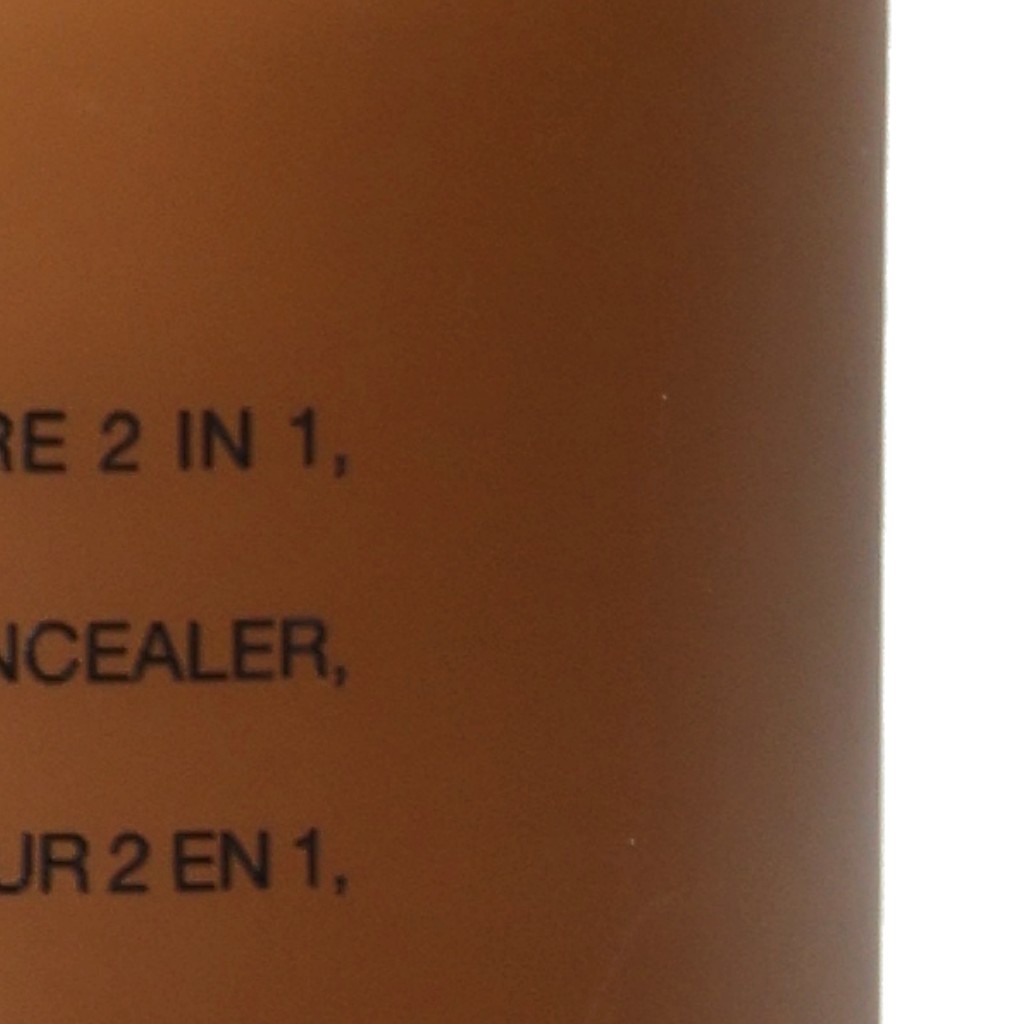 RE 2 IN 1,
NCEALER,
UR 2 EN 1,